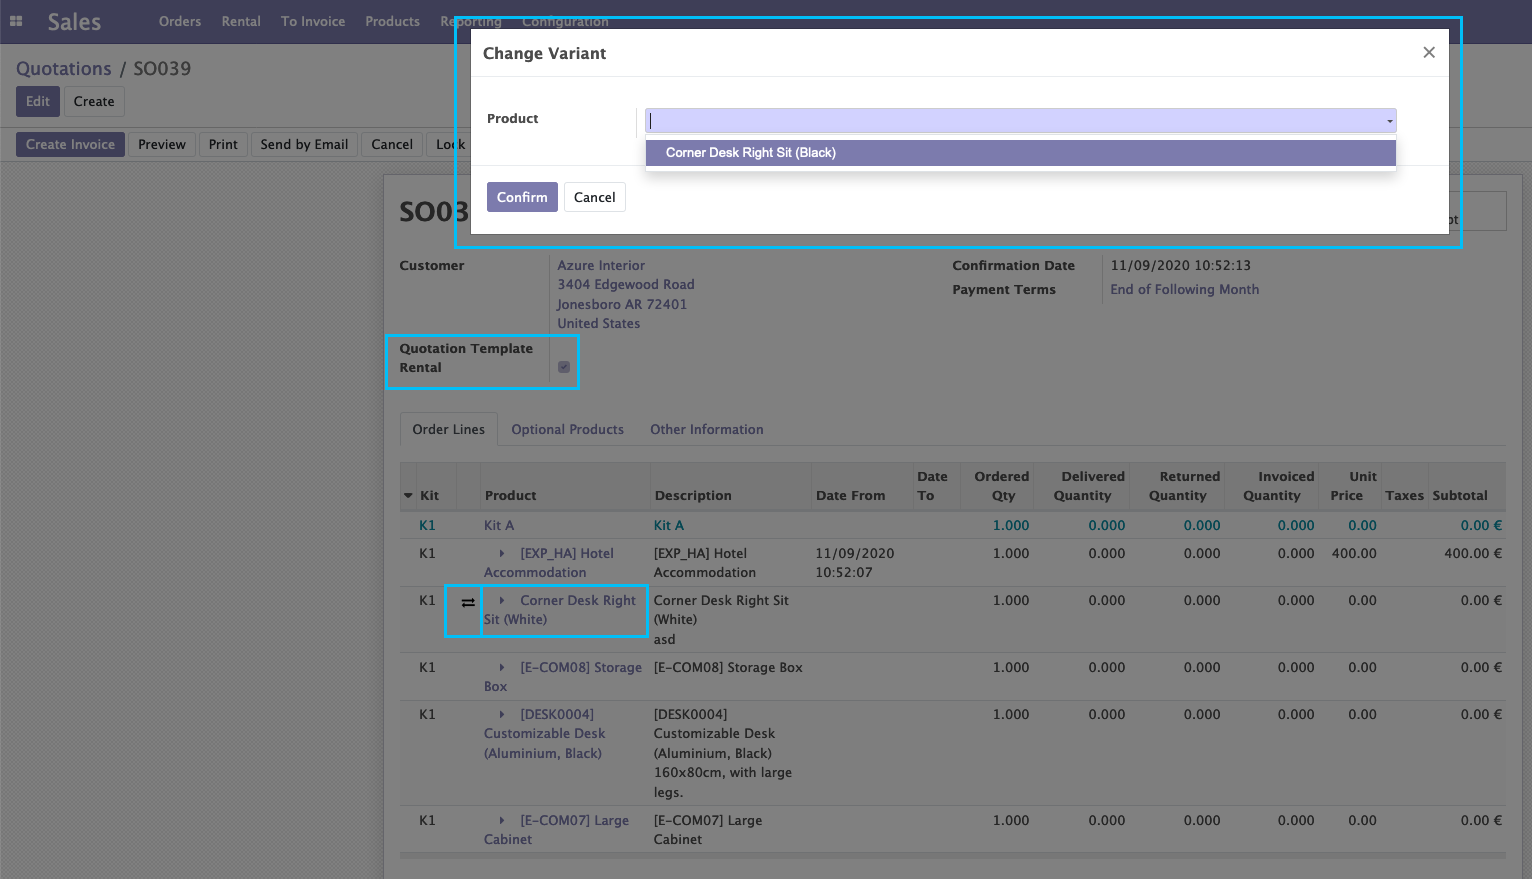 Sales Orders Rental To Invoice Products Reporting Configuration
Change Variant ×
Quotations / SO039
Edit Create
Product
Create Invoice Preview Print Send by Email Cancel Lock
Corner Desk Right Sit (Black)
Confirm Cancel
SO03
Customer Azure Interior Confirmation Date 11/09/2020 10:52:13
3404 Edgewood Road Payment Terms End of Following Month
Jonesboro AR 72401
United States
Quotation Template
Rental
Order Lines Optional Products Other Information
Kit Product Description Date From Date To Ordered Qty Delivered Quantity Returned Quantity Invoiced Quantity Unit Price Taxes Subtotal
K1 Kit A Kit A 1.000 0.000 0.000 0.000 0.00 0.00 €
K1 [EXP_HA] Hotel [EXP_HA] Hotel 11/09/2020 1.000 0.000 0.000 0.000 400.00 400.00 €
Accommodation Accommodation 10:52:07
K1 Corner Desk Right Corner Desk Right Sit 1.000 0.000 0.000 0.000 0.00 0.00 €
Sit (White) (White)
asd
K1 [E-COM08] Storage [E-COM08] Storage Box 1.000 0.000 0.000 0.000 0.00 0.00 €
Box
K1 [DESK0004] [DESK0004] 1.000 0.000 0.000 0.000 0.00 0.00 €
Customizable Desk Customizable Desk
(Aluminium, Black) (Aluminium, Black)
160x80cm, with large
legs.
K1 [E-COM07] Large [E-COM07] Large 1.000 0.000 0.000 0.000 0.00 0.00 €
Cabinet Cabinet